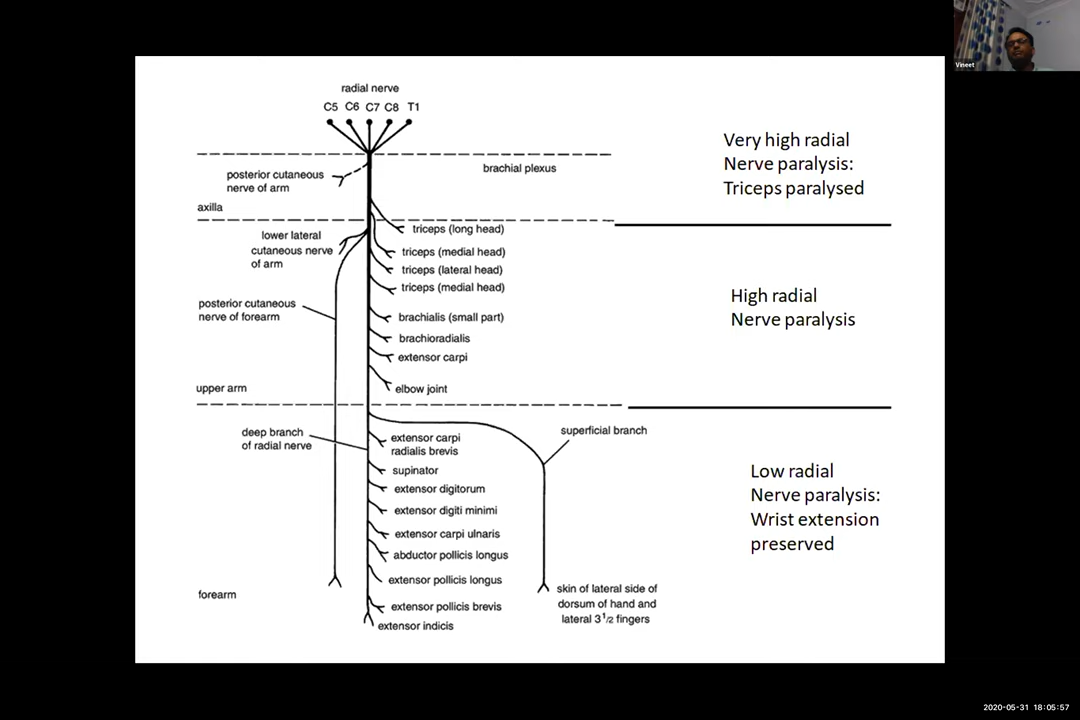 Vineet
radial nerve
C5 C6 C7 C8 T1
brachial plexus
posterior cutaneous
nerve of arm
axilla
triceps (long head)
lower lateral
cutaneous nerve
of arm
triceps (medial head)
triceps (lateral head)
triceps (medial head)
posterior cutaneous
nerve of forearm
brachialis (small part)
brachioradialis
extensor carpi
upper arm
elbow joint
deep branch
of radial nerve
extensor carpi
radialis brevis
superficial branch
supinator
extensor digitorum
extensor digiti minimi
extensor carpi ulnaris
abductor pollicis longus
extensor pollicis longus
forearm
extensor pollicis brevis
extensor indicis
skin of lateral side of
dorsum of hand and
lateral 3 1/2 fingers
Very high radial
Nerve paralysis:
Triceps paralysed
High radial
Nerve paralysis
Low radial
Nerve paralysis:
Wrist extension
preserved
2020-05-31 18:05:57